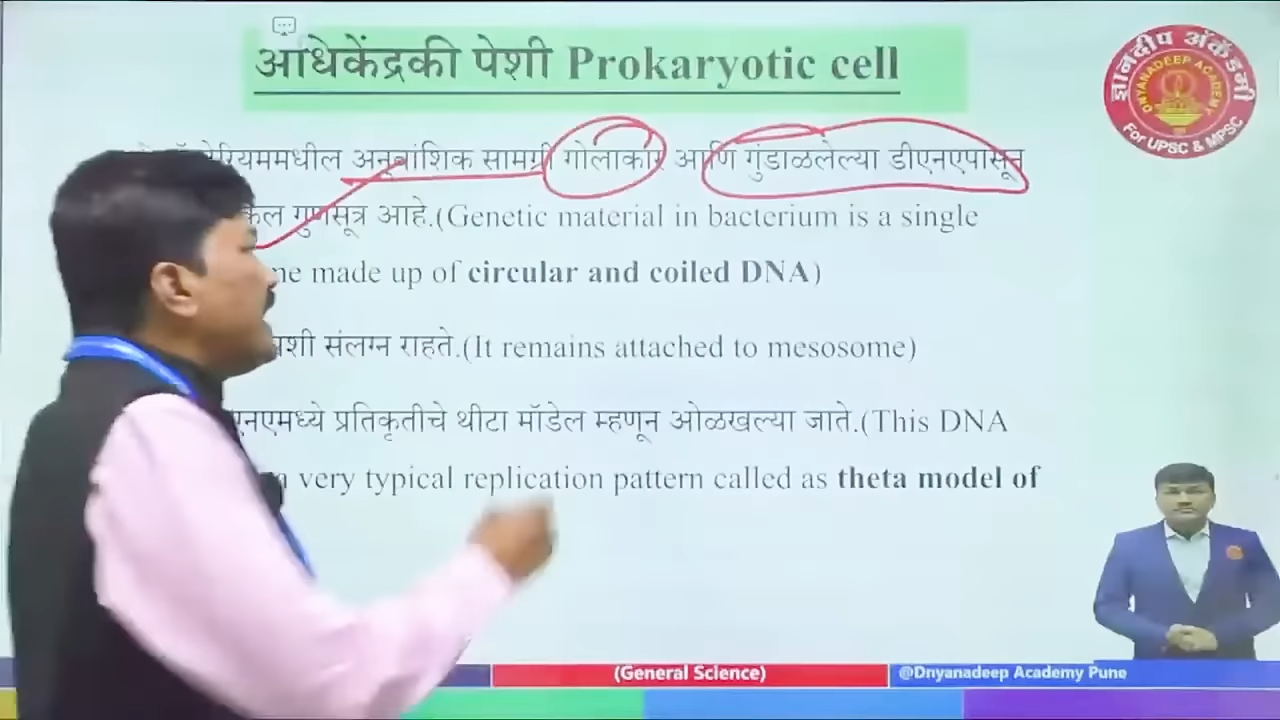 आधेकेंद्रकी पेशी Prokaryotic cell
ज्ञानदीप अॅकॅडमी
DNYANADEEP ACADEMY
For UPSC & MPSC
अनुवांशिक सामग्री गोलाकार आणि गुंडाळलेल्या डीएनएपासून
गुणसूत्र आहे.(Genetic material in bacterium is a single
made up of circular and coiled DNA)
संलग्न राहते.(It remains attached to mesosome)
प्रतिकृतीचे थीटा मॉडेल म्हणून ओळखल्या जाते.(This DNA
a very typical replication pattern called as theta model of
(General Science)
@Dnyanadeep Academy Pune